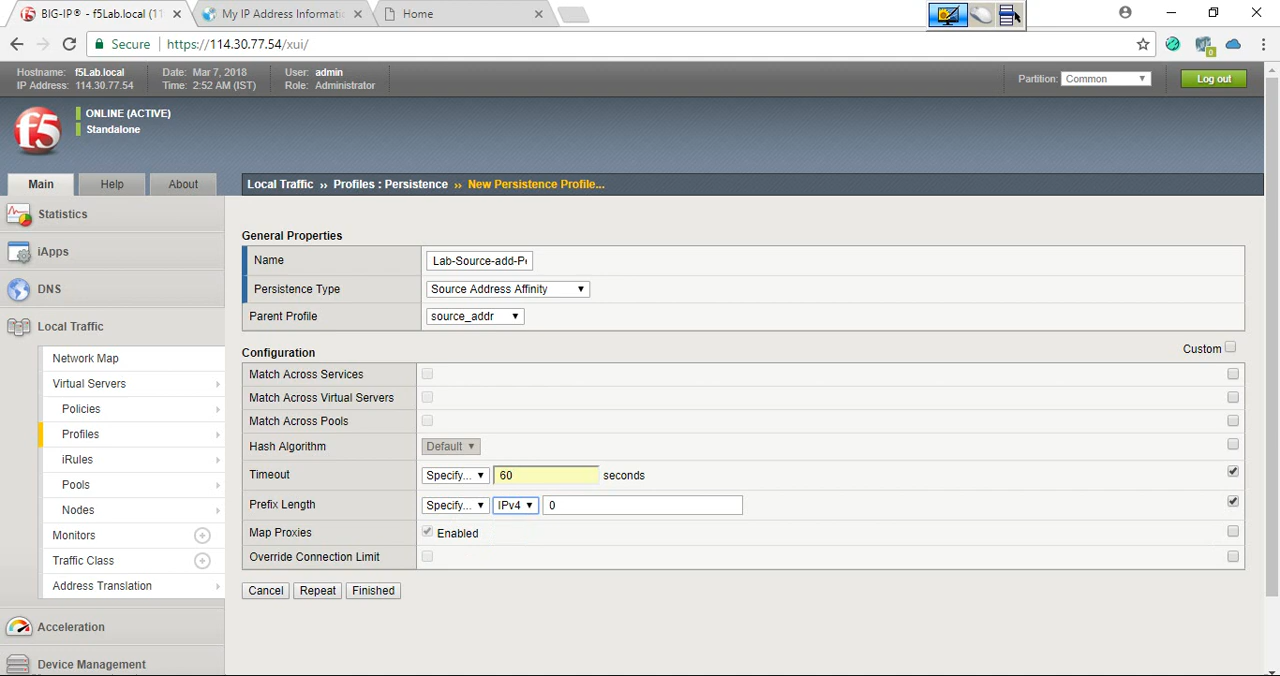 BIG-IP® - f5Lab.local (11
My IP Address Informati
Home
Secure
https://114.30.77.54/xui/
0
Hostname: f5Lab.local
IP Address: 114.30.77.54
Date: Mar 7, 2018
Time: 2:52 AM (IST)
User: admin
Role: Administrator
Partition: Common
Log out
f5
ONLINE (ACTIVE)
Standalone
Main
Help
About
Local Traffic ›› Profiles : Persistence ›› New Persistence Profile...
Statistics
iApps
DNS
Local Traffic
Network Map
Virtual Servers
Policies
Profiles
iRules
Pools
Nodes
Monitors
Traffic Class
Address Translation
Acceleration
Device Management
General Properties
Name Lab-Source-add-Pe
Persistence Type Source Address Affinity
Parent Profile source_addr
Configuration
Custom
Match Across Services
Match Across Virtual Servers
Match Across Pools
Hash Algorithm Default
Timeout Specify... 60 seconds
Prefix Length Specify... IPv4 0
Map Proxies Enabled
Override Connection Limit
Cancel Repeat Finished